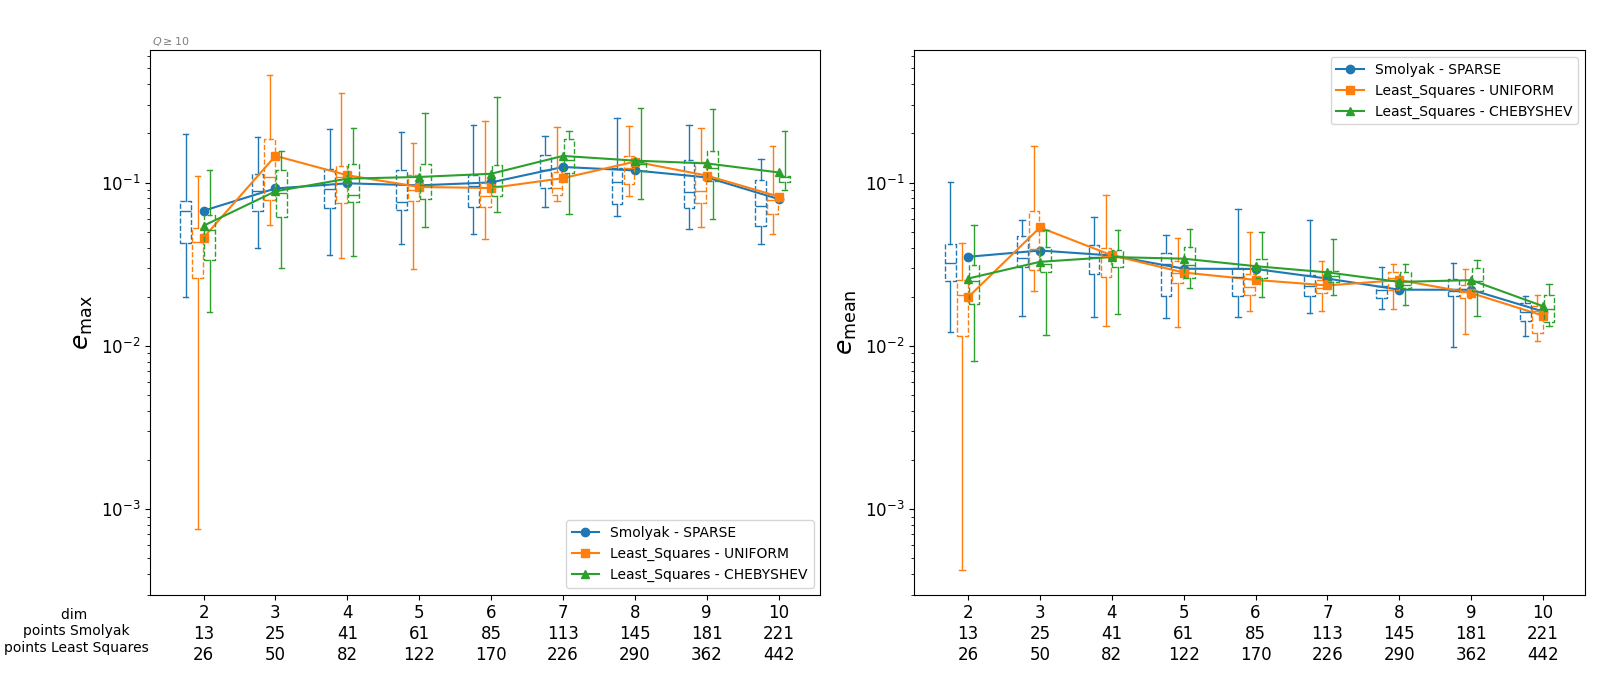 Q ≥ 10
10⁻¹
10⁻²
10⁻³
e_max
Smolyak - SPARSE
Least_Squares - UNIFORM
Least_Squares - CHEBYSHEV
dim 2 3 4 5 6 7 8 9 10
points Smolyak 13 25 41 61 85 113 145 181 221
points Least Squares 26 50 82 122 170 226 290 362 442
10⁻¹
10⁻²
10⁻³
e_mean
Smolyak - SPARSE
Least_Squares - UNIFORM
Least_Squares - CHEBYSHEV
2 3 4 5 6 7 8 9 10
13 25 41 61 85 113 145 181 221
26 50 82 122 170 226 290 362 442